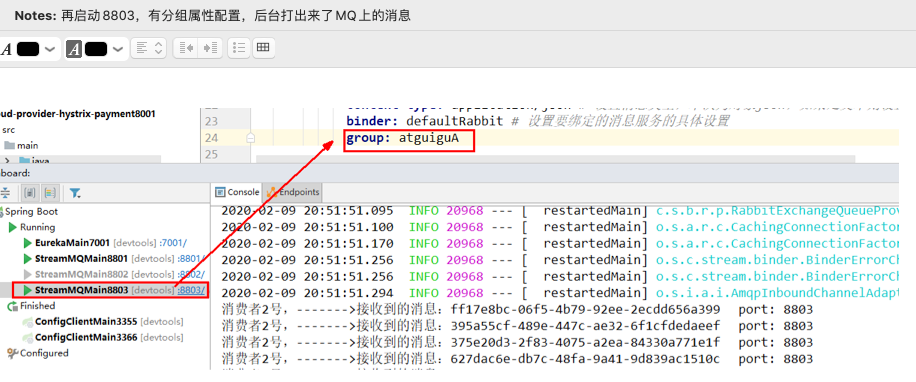 Notes: 再启动8803，有分组属性配置，后台打出来了MQ上的消息
A
A
oud-provider-hystrix-payment8001
src
main
java
23 binder: defaultRabbit # 设置要绑定的消息服务的具体设置
24 group: atguiguA
25
board:
Console Endpoints
Spring Boot
Running
EurekaMain7001 [devtools] :7001/
StreamMQMain8801 [devtools] :8801/
StreamMQMain8802 [devtools] :8802/
StreamMQMain8803 [devtools] :8803/
Finished
ConfigClientMain3355 [devtools]
ConfigClientMain3366 [devtools]
Configured
2020-02-09 20:51:51.095 INFO 20968 --- [ restartedMain] c.s.b.r.p.RabbitExchangeQueueProv
2020-02-09 20:51:51.100 INFO 20968 --- [ restartedMain] o.s.a.r.c.CachingConnectionFactor
2020-02-09 20:51:51.170 INFO 20968 --- [ restartedMain] o.s.a.r.c.CachingConnectionFactor
2020-02-09 20:51:51.256 INFO 20968 --- [ restartedMain] o.s.c.stream.binder.BinderErrorCh
2020-02-09 20:51:51.256 INFO 20968 --- [ restartedMain] o.s.c.stream.binder.BinderErrorCh
2020-02-09 20:51:51.294 INFO 20968 --- [ restartedMain] o.s.i.a.i.AmqpInboundChannelAdapt
消费者2号，------->接收到的消息：ff17e8bc-06f5-4b79-92ee-2ecdd656a399 port: 8803
消费者2号，------->接收到的消息：395a55cf-489e-447c-ae32-6f1cfdedaeef port: 8803
消费者2号，------->接收到的消息：375e20d3-2f83-4075-a2ea-84330a771e1f port: 8803
消费者2号，------->接收到的消息：627dac6e-db7c-48fa-9a41-9d839ac1510c port: 8803